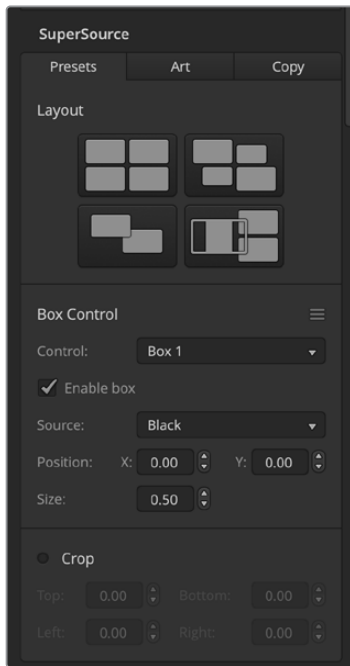 SuperSource
Presets Art Copy
Layout
Box Control
Control: Box 1
Enable box
Source: Black
Position: X: 0.00 Y: 0.00
Size: 0.50
Crop
Top: 0.00 Bottom: 0.00
Left: 0.00 Right: 0.00